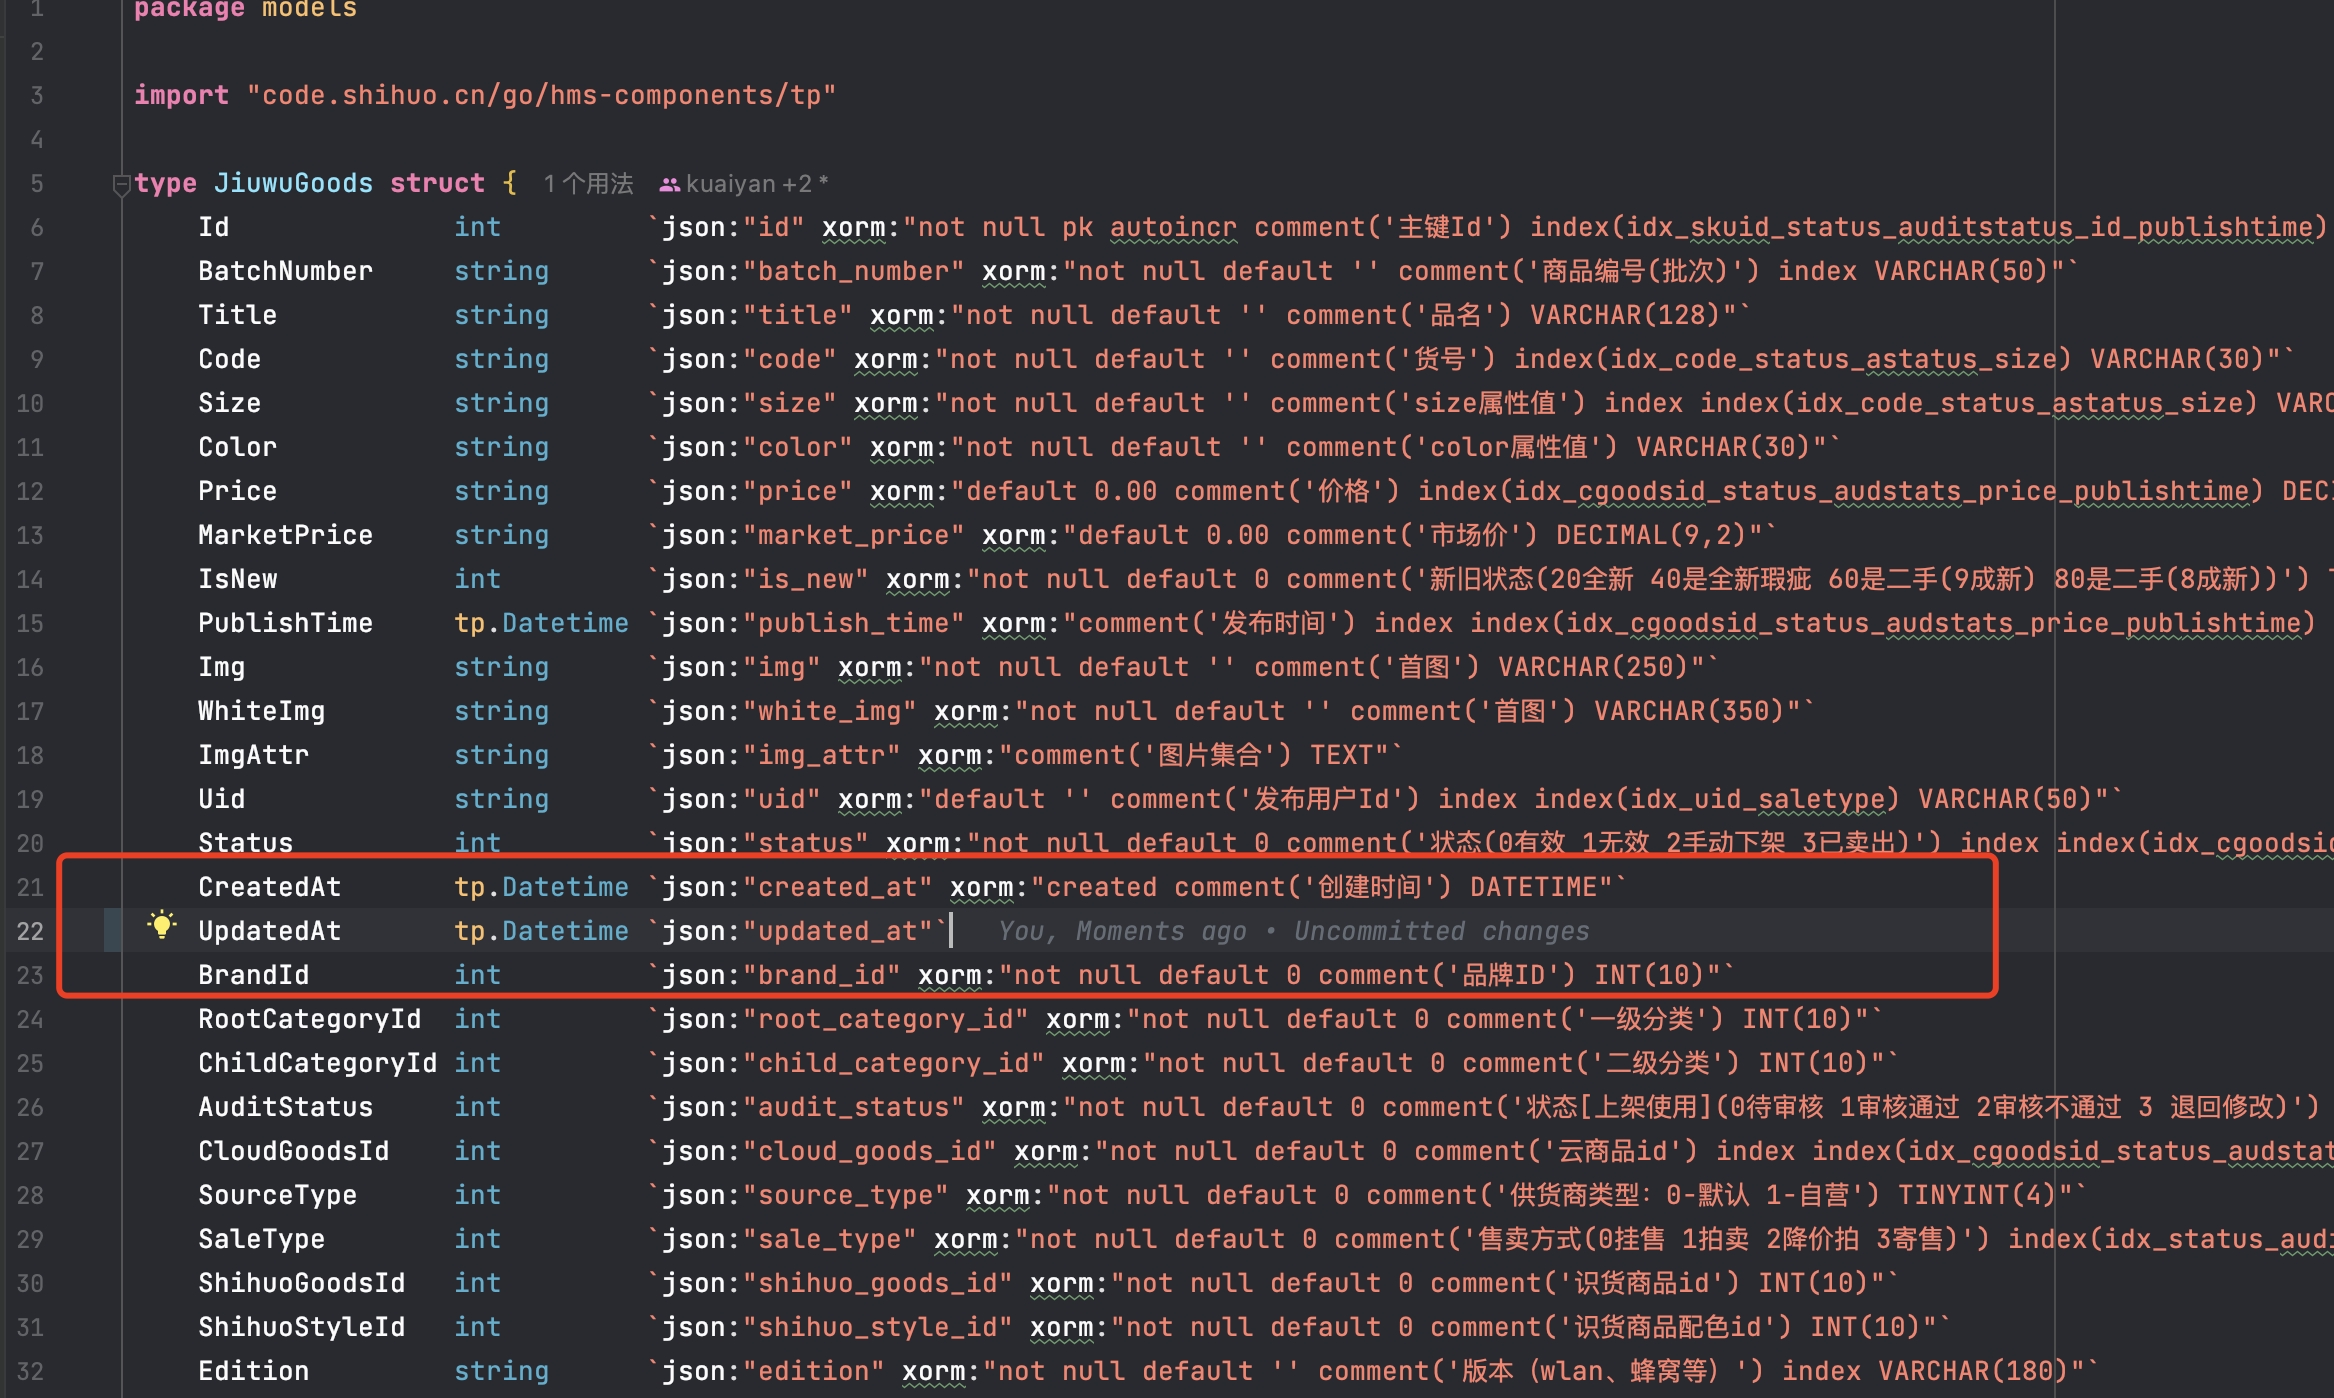 1 package models
2
3 import "code.shihuo.cn/go/hms-components/tp"
4
5 type JiuwuGoods struct { 1个用法 kuaiyan +2 *
6 Id int `json:"id" xorm:"not null pk autoincr comment('主键Id') index(idx_skuid_status_auditstatus_id_publishtime)
7 BatchNumber string `json:"batch_number" xorm:"not null default '' comment('商品编号(批次)') index VARCHAR(50)"`
8 Title string `json:"title" xorm:"not null default '' comment('品名') VARCHAR(128)"`
9 Code string `json:"code" xorm:"not null default '' comment('货号') index(idx_code_status_astatus_size) VARCHAR(30)"`
10 Size string `json:"size" xorm:"not null default '' comment('size属性值') index index(idx_code_status_astatus_size) VARC
11 Color string `json:"color" xorm:"not null default '' comment('color属性值') VARCHAR(30)"`
12 Price string `json:"price" xorm:"default 0.00 comment('价格') index(idx_cgoodsid_status_audstats_price_publishtime) DECI
13 MarketPrice string `json:"market_price" xorm:"default 0.00 comment('市场价') DECIMAL(9,2)"`
14 IsNew int `json:"is_new" xorm:"not null default 0 comment('新旧状态(20全新 40是全新瑕疵 60是二手(9成新) 80是二手(8成新))')
15 PublishTime tp.Datetime `json:"publish_time" xorm:"comment('发布时间') index index(idx_cgoodsid_status_audstats_price_publishtime)
16 Img string `json:"img" xorm:"not null default '' comment('首图') VARCHAR(250)"`
17 WhiteImg string `json:"white_img" xorm:"not null default '' comment('首图') VARCHAR(350)"`
18 ImgAttr string `json:"img_attr" xorm:"comment('图片集合') TEXT"`
19 Uid string `json:"uid" xorm:"default '' comment('发布用户Id') index index(idx_uid_saletype) VARCHAR(50)"`
20 Status int `json:"status" xorm:"not null default 0 comment('状态(0有效 1无效 2手动下架 3已卖出)') index index(idx_cgoodsid
21 CreatedAt tp.Datetime `json:"created_at" xorm:"created comment('创建时间') DATETIME"`
22 UpdatedAt tp.Datetime `json:"updated_at"` You, Moments ago • Uncommitted changes
23 BrandId int `json:"brand_id" xorm:"not null default 0 comment('品牌ID') INT(10)"`
24 RootCategoryId int `json:"root_category_id" xorm:"not null default 0 comment('一级分类') INT(10)"`
25 ChildCategoryId int `json:"child_category_id" xorm:"not null default 0 comment('二级分类') INT(10)"`
26 AuditStatus int `json:"audit_status" xorm:"not null default 0 comment('状态[上架使用](0待审核 1审核通过 2审核不通过 3 退回修改)')
27 CloudGoodsId int `json:"cloud_goods_id" xorm:"not null default 0 comment('云商品id') index index(idx_cgoodsid_status_audstat
28 SourceType int `json:"source_type" xorm:"not null default 0 comment('供货商类型：0-默认 1-自营') TINYINT(4)"`
29 SaleType int `json:"sale_type" xorm:"not null default 0 comment('售卖方式(0挂售 1拍卖 2降价拍 3寄售)') index(idx_status_audi
30 ShihuoGoodsId int `json:"shihuo_goods_id" xorm:"not null default 0 comment('识货商品id') INT(10)"`
31 ShihuoStyleId int `json:"shihuo_style_id" xorm:"not null default 0 comment('识货商品配色id') INT(10)"`
32 Edition string `json:"edition" xorm:"not null default '' comment('版本（wlan、蜂窝等）') index VARCHAR(180)"`